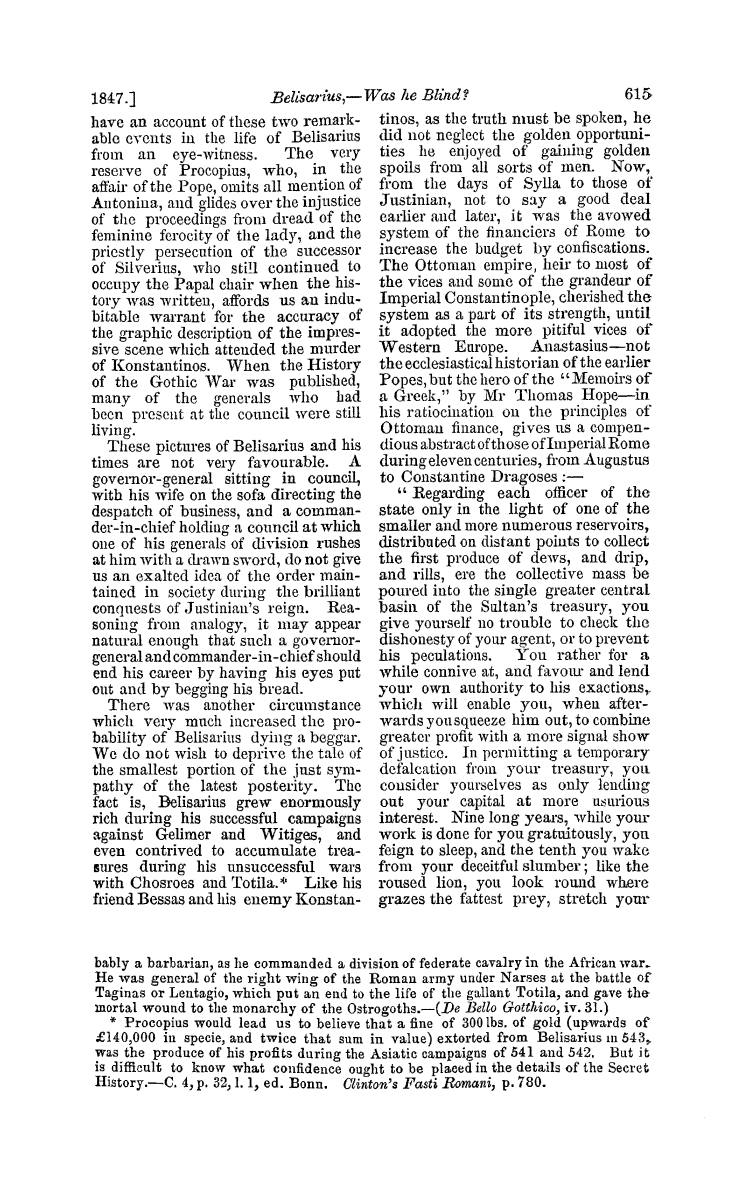 1847.] Belisarius,—Was he Blind? 615
have an account of these two remark-
able events in the life of Belisarius
from an eye-witness. The very
reserve of Procopius, who, in the
affair of the Pope, omits all mention of
Antonina, and glides over the injustice
of the proceedings from dread of the
feminine ferocity of the lady, and the
priestly persecution of the successor
of Silverius, who still continued to
occupy the Papal chair when the his-
tory was written, affords us an indu-
bitable warrant for the accuracy of
the graphic description of the impres-
sive scene which attended the murder
of Konstantinos. When the History
of the Gothic War was published,
many of the generals who had
been present at the council were still
living.
These pictures of Belisarius and his
times are not very favourable. A
governor-general sitting in council,
with his wife on the sofa directing the
despatch of business, and a comman-
der-in-chief holding a council at which
one of his generals of division rushes
at him with a drawn sword, do not give
us an exalted idea of the order main-
tained in society during the brilliant
conquests of Justinian's reign. Rea-
soning from analogy, it may appear
natural enough that such a governor-
general and commander-in-chief should
end his career by having his eyes put
out and by begging his bread.
There was another circumstance
which very much increased the pro-
bability of Belisarius dying a beggar.
We do not wish to deprive the tale of
the smallest portion of the just sym-
pathy of the latest posterity. The
fact is, Belisarius grew enormously
rich during his successful campaigns
against Gelimer and Witiges, and
even contrived to accumulate trea-
sures during his unsuccessful wars
with Chosroes and Totila.* Like his
friend Bessas and his enemy Konstan-
tinos, as the truth must be spoken, he
did not neglect the golden opportuni-
ties he enjoyed of gaining golden
spoils from all sorts of men. Now,
from the days of Sylla to those of
Justinian, not to say a good deal
earlier and later, it was the avowed
system of the financiers of Rome to
increase the budget by confiscations.
The Ottoman empire, heir to most of
the vices and some of the grandeur of
Imperial Constantinople, cherished the
system as a part of its strength, until
it adopted the more pitiful vices of
Western Europe. Anastasius—not
the ecclesiastical historian of the earlier
Popes, but the hero of the "Memoirs of
a Greek," by Mr Thomas Hope—in
his ratiocination on the principles of
Ottoman finance, gives us a compen-
dious abstract of those of Imperial Rome
during eleven centuries, from Augustus
to Constantine Dragoses:—
"Regarding each officer of the
state only in the light of one of the
smaller and more numerous reservoirs,
distributed on distant points to collect
the first produce of dews, and drip,
and rills, ere the collective mass be
poured into the single greater central
basin of the Sultan's treasury, you
give yourself no trouble to check the
dishonesty of your agent, or to prevent
his peculations. You rather for a
while connive at, and favour and lend
your own authority to his exactions,
which will enable you, when after-
wards you squeeze him out, to combine
greater profit with a more signal show
of justice. In permitting a temporary
defalcation from your treasury, you
consider yourselves as only lending
out your capital at more usurious
interest. Nine long years, while your
work is done for you gratuitously, you
feign to sleep, and the tenth you wake
from your deceitful slumber; like the
roused lion, you look round where
grazes the fattest prey, stretch your
bably a barbarian, as he commanded a division of federate cavalry in the African war.
He was general of the right wing of the Roman army under Narses at the battle of
Taginas or Lentagio, which put an end to the life of the gallant Totila, and gave the
mortal wound to the monarchy of the Ostrogoths.—(De Bello Gotthico, iv. 31.)
* Procopius would lead us to believe that a fine of 300 lbs. of gold (upwards of
£140,000 in specie, and twice that sum in value) extorted from Belisarius in 543,
was the produce of his profits during the Asiatic campaigns of 541 and 542. But it
is difficult to know what confidence ought to be placed in the details of the Secret
History.—C. 4, p. 32, l. 1, ed. Bonn. Clinton's Fasti Romani, p. 780.